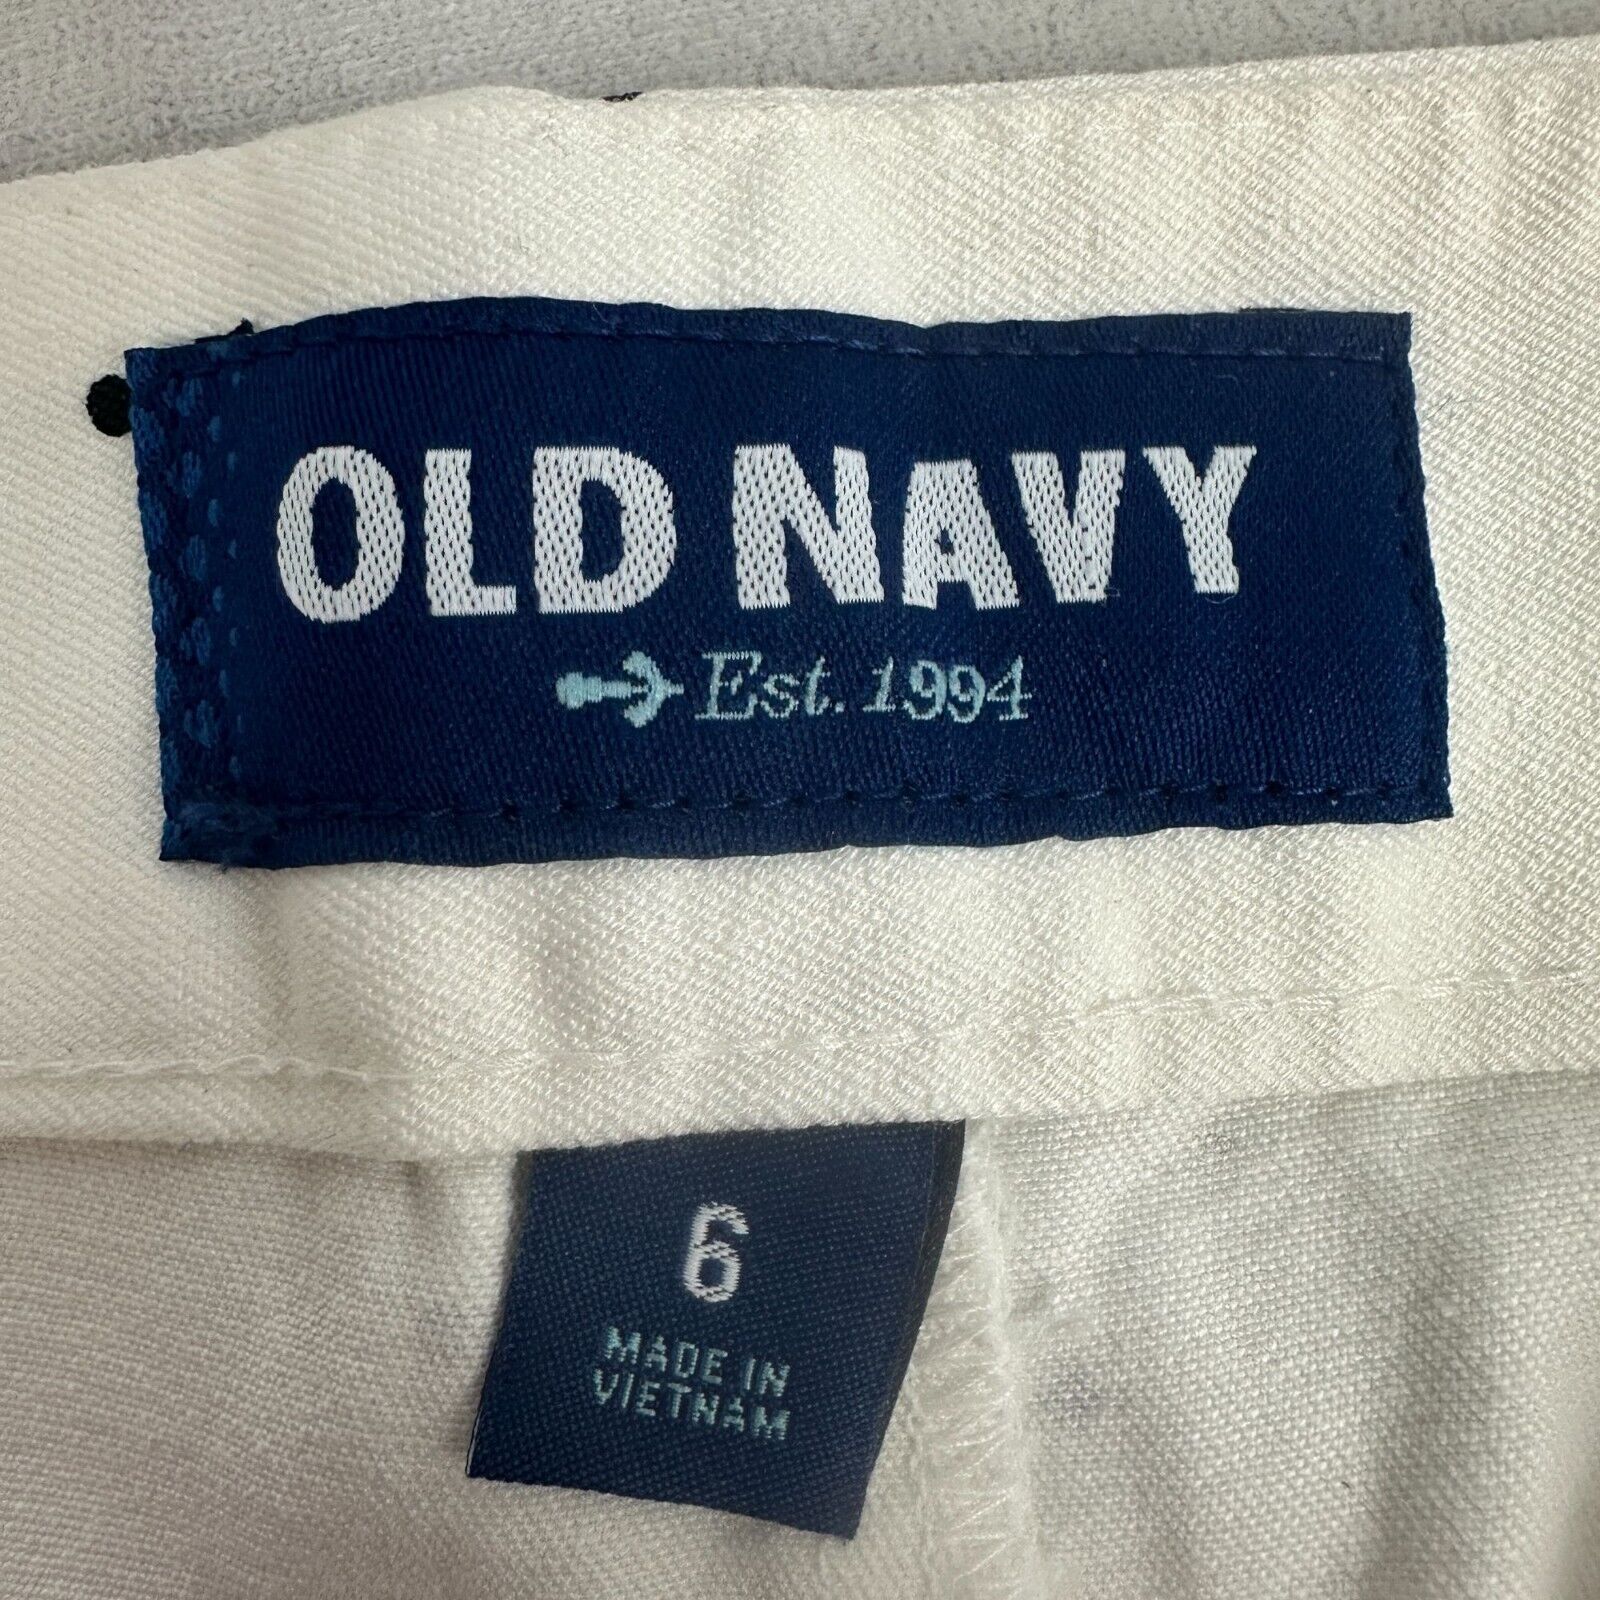 OLD NAVY
Est. 1994
6
MADE IN
VIETNAM